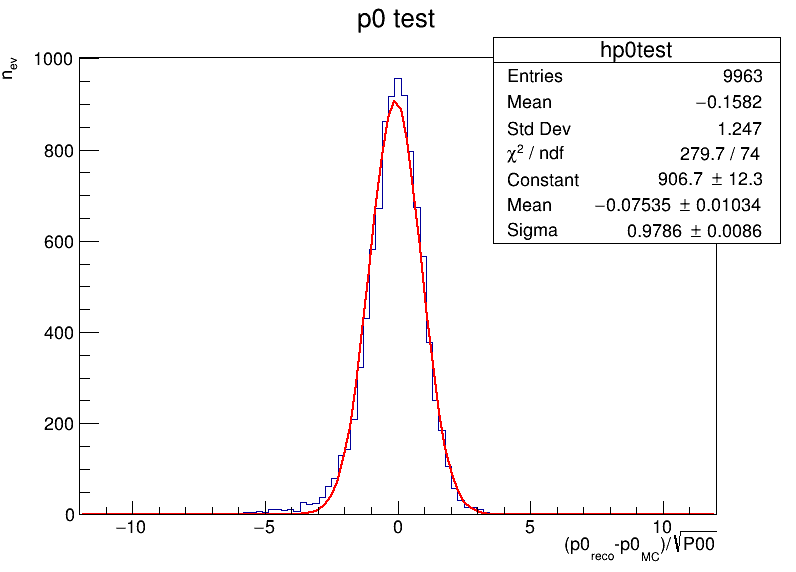 p0 test
hp0test
Entries 9963
Mean −0.1582
Std Dev 1.247
χ² / ndf 279.7 / 74
Constant 906.7 ± 12.3
Mean −0.07535 ± 0.01034
Sigma 0.9786 ± 0.0086
n_ev
1000
800
600
400
200
0
−10 −5 0 5 10
(p0_reco-p0_MC)/√P00